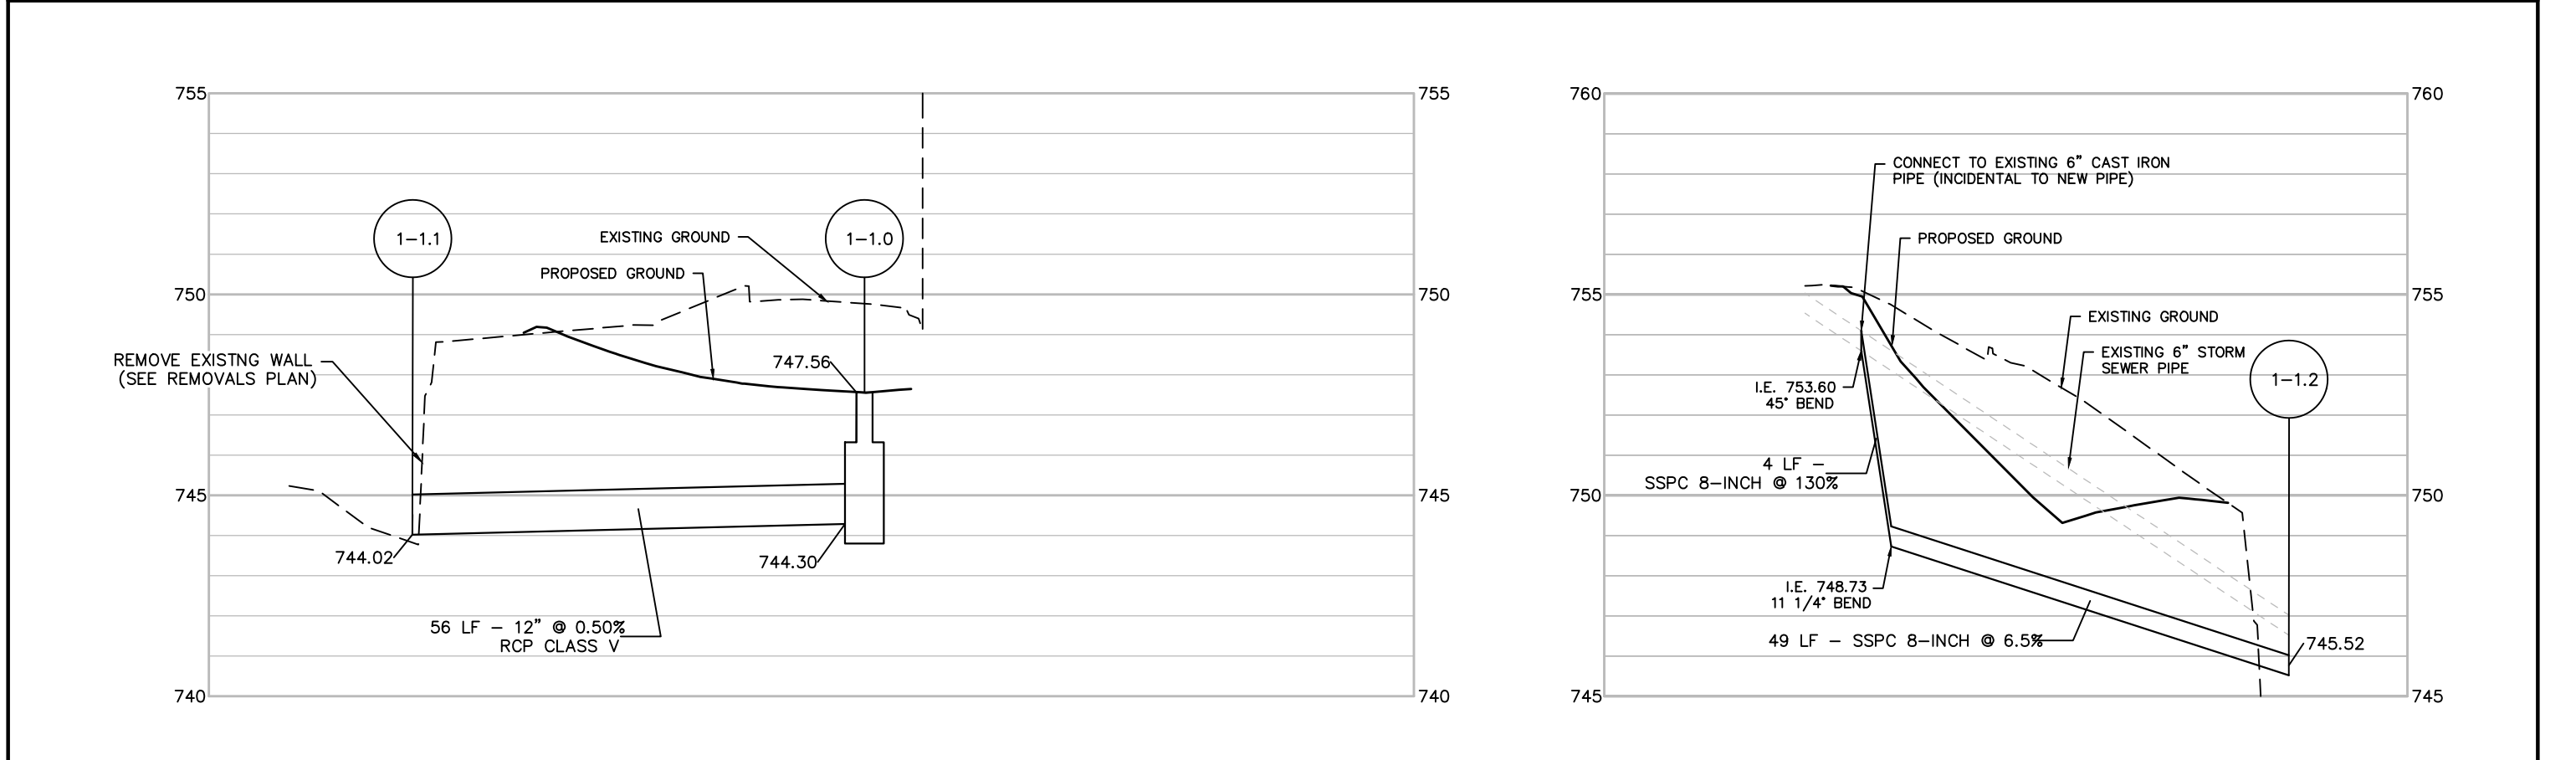 755
755
1-1.1
1-1.0
EXISTING GROUND
PROPOSED GROUND
750
750
REMOVE EXISTNG WALL
(SEE REMOVALS PLAN)
747.56
745
745
744.02
744.30
56 LF - 12" @ 0.50%
RCP CLASS V
740
740
760
760
CONNECT TO EXISTING 6" CAST IRON
PIPE (INCIDENTAL TO NEW PIPE)
PROPOSED GROUND
755
755
EXISTING GROUND
EXISTING 6" STORM
SEWER PIPE
1-1.2
I.E. 753.60
45° BEND
4 LF -
SSPC 8-INCH @ 130%
750
750
I.E. 748.73
11 1/4° BEND
49 LF - SSPC 8-INCH @ 6.5%
745.52
745
745